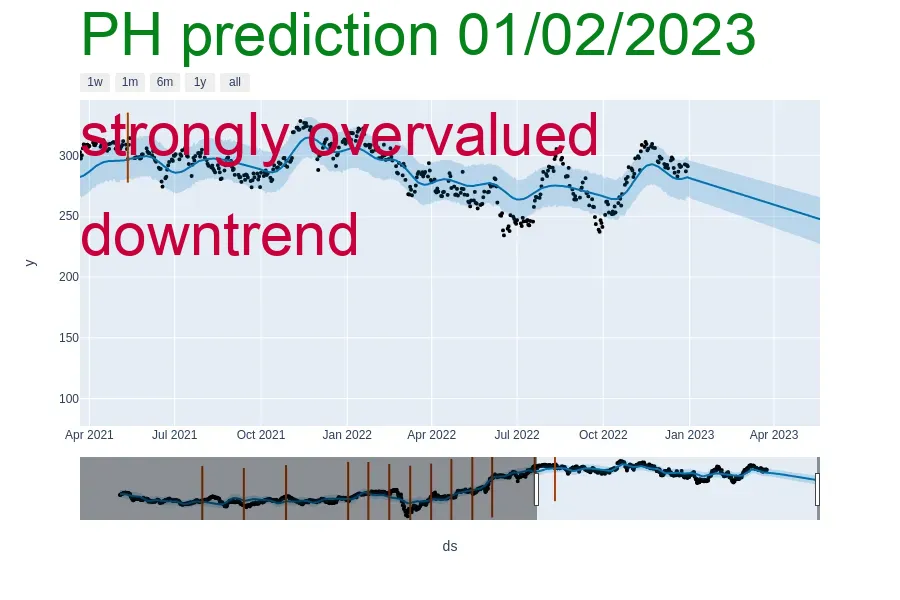 PH prediction 01/02/2023
1w 1m 6m 1y all
strongly overvalued
300
downtrend
250
y
200
150
100
Apr 2021 Jul 2021 Oct 2021 Jan 2022 Apr 2022 Jul 2022 Oct 2022 Jan 2023 Apr 2023
ds